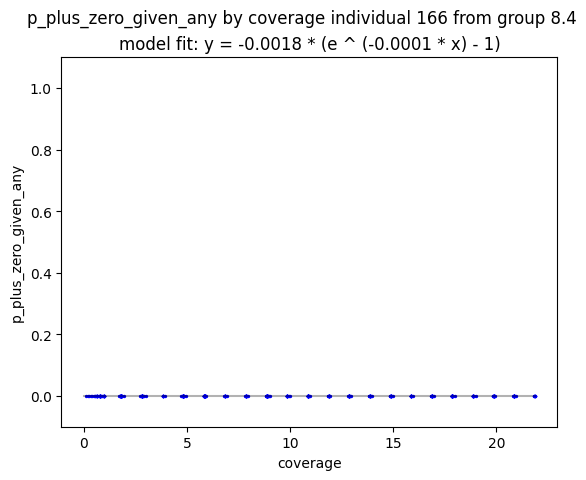 p_plus_zero_given_any by coverage individual 166 from group 8.4
model fit: y = -0.0018 * (e ^ (-0.0001 * x) - 1)
1.0
0.8
0.6
0.4
0.2
0.0
p_plus_zero_given_any
0 5 10 15 20
coverage